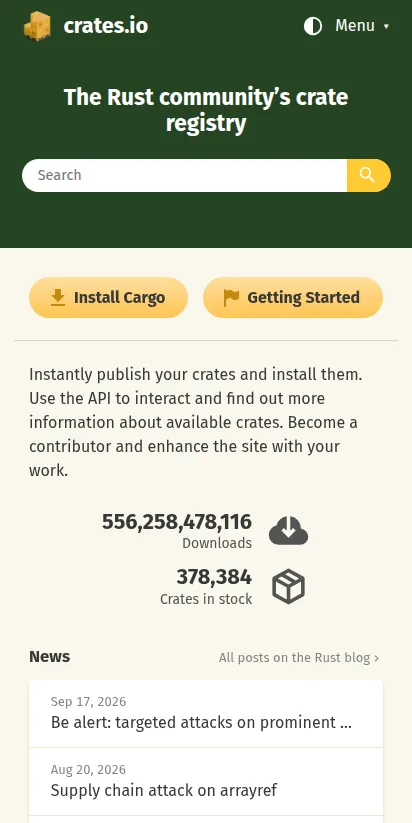 crates.io
Menu
The Rust community’s crate
registry
Search
Install Cargo
Getting Started
Instantly publish your crates and install them.
Use the API to interact and find out more
information about available crates. Become a
contributor and enhance the site with your
work.
556,258,478,116
Downloads
378,384
Crates in stock
News
All posts on the Rust blog ›
Sep 17, 2026
Be alert: targeted attacks on prominent ...
Aug 20, 2026
Supply chain attack on arrayref